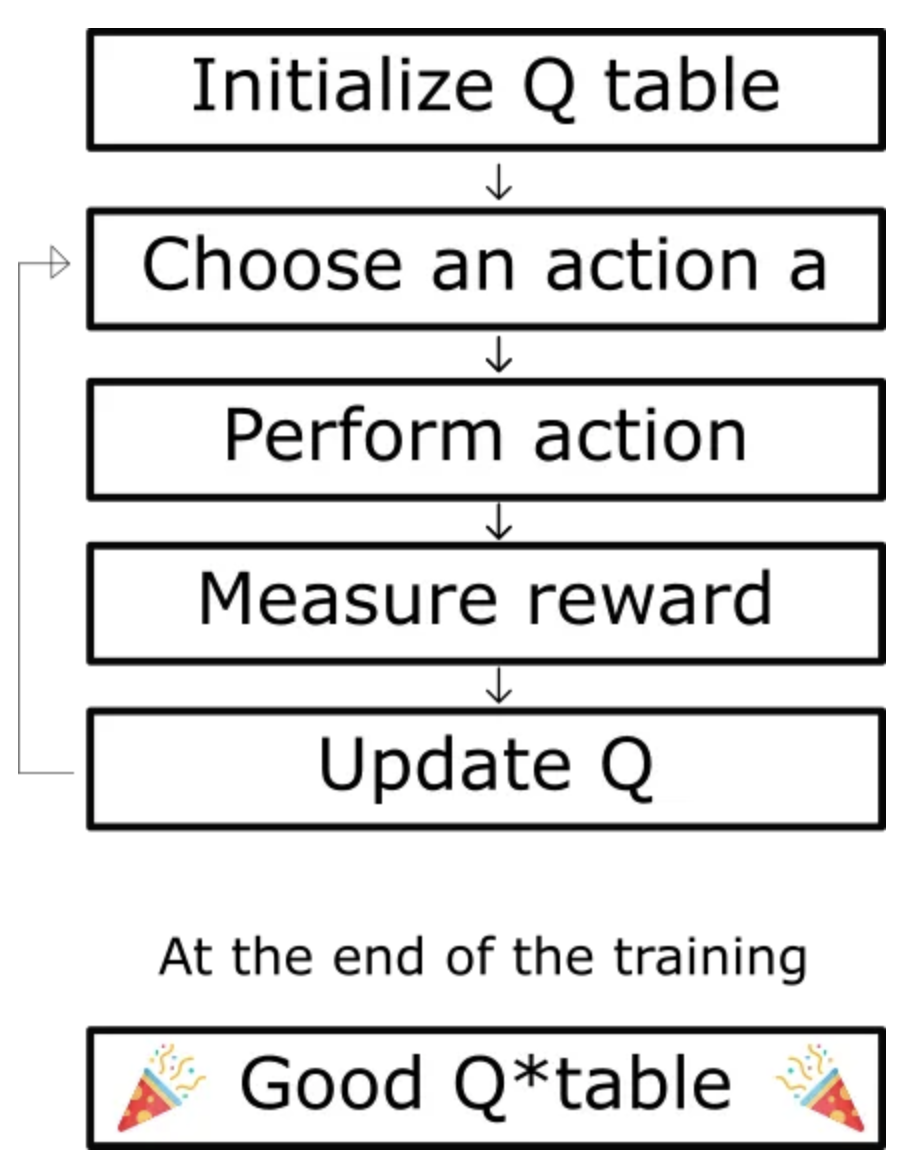 Initialize Q table
Choose an action a
Perform action
Measure reward
Update Q
At the end of the training
Good Q*table